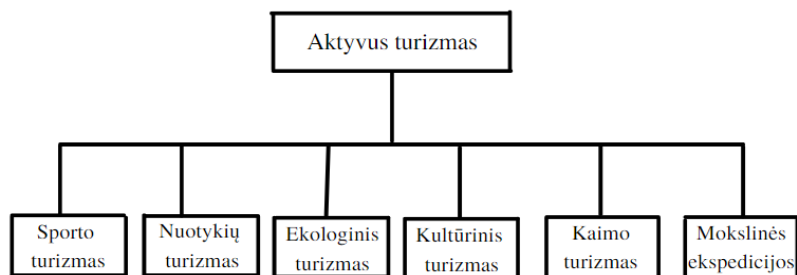 Aktyvus turizmas
Sporto
turizmas
Nuotykių
turizmas
Ekologinis
turizmas
Kultūrinis
turizmas
Kaimo
turizmas
Mokslinės
ekspedicijos